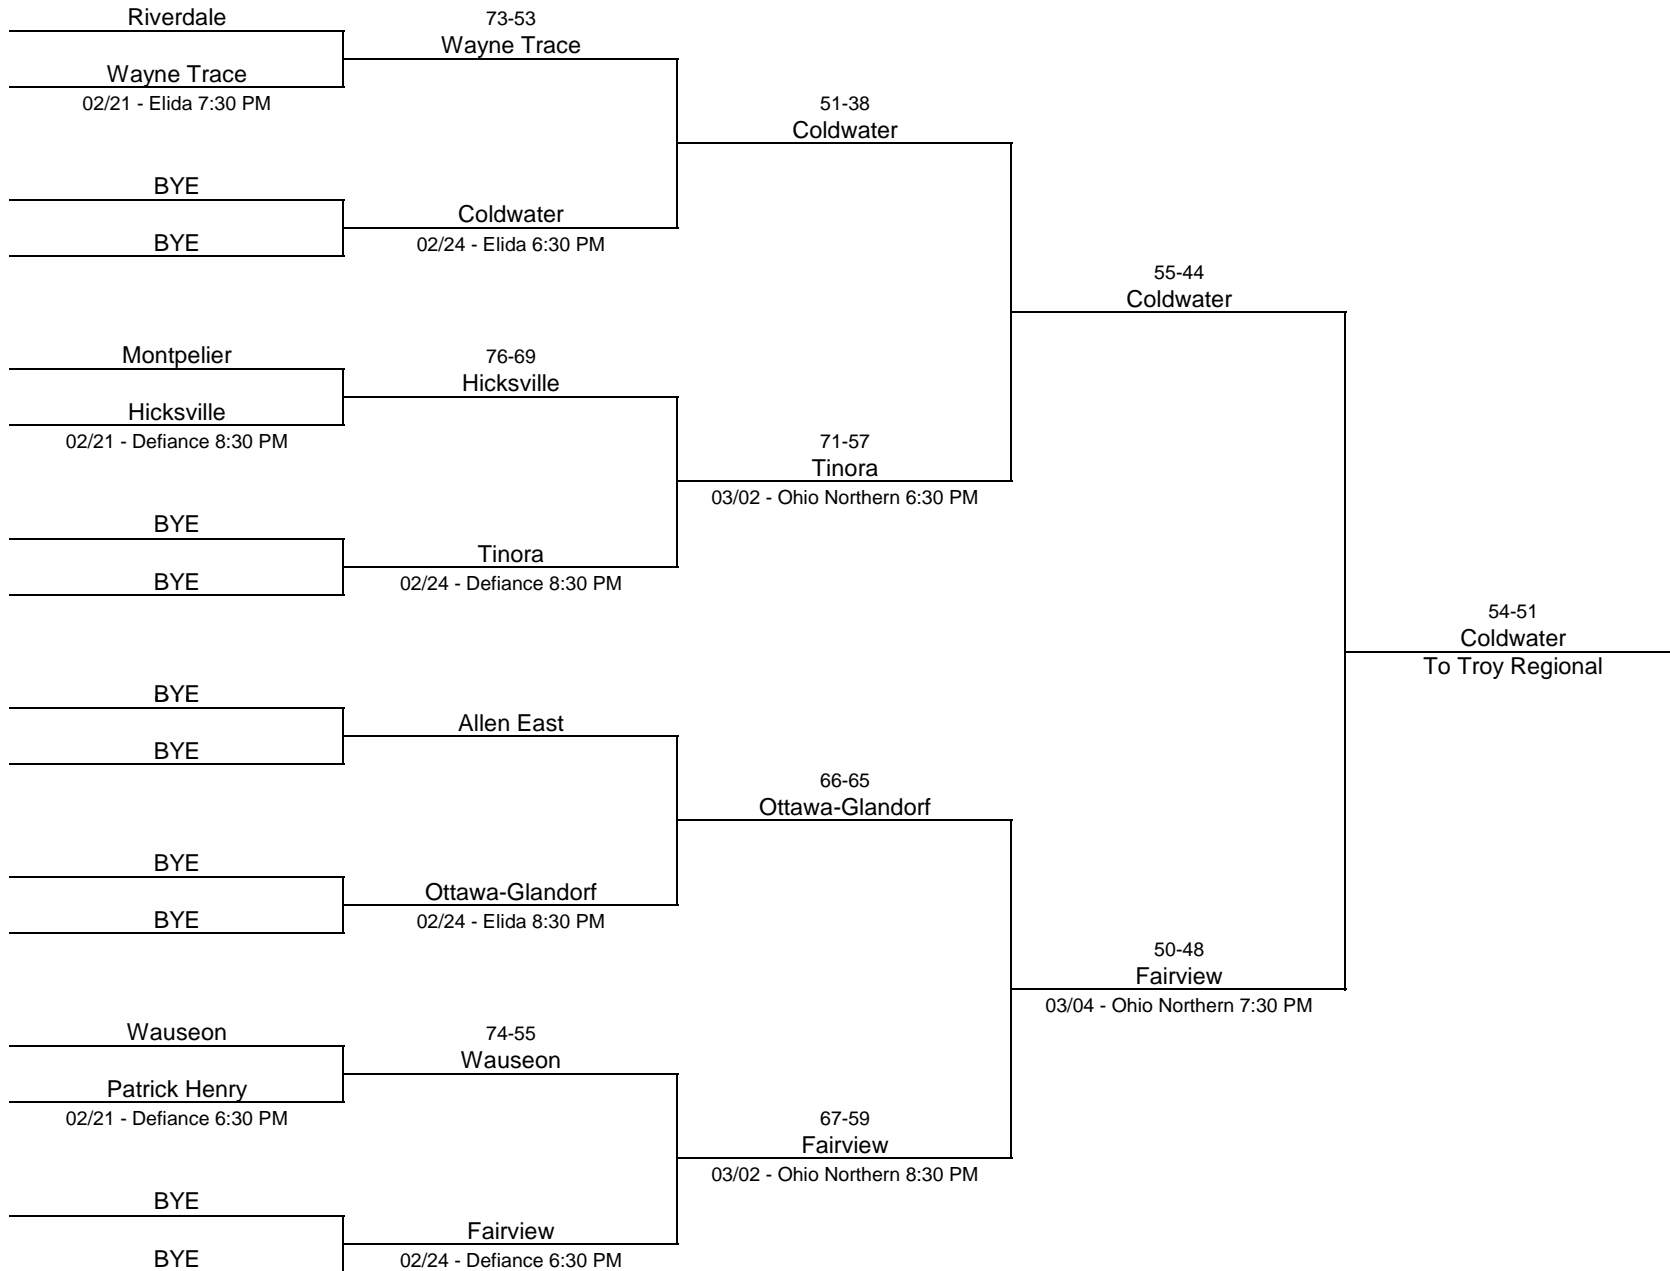 Riverdale
Wayne Trace
02/21 - Elida 7:30 PM
BYE
BYE
Montpelier
Hicksville
02/21 - Defiance 8:30 PM
BYE
BYE
BYE
BYE
BYE
BYE
Wauseon
Patrick Henry
02/21 - Defiance 6:30 PM
BYE
BYE
73-53
Wayne Trace
Coldwater
02/24 - Elida 6:30 PM
76-69
Hicksville
Tinora
02/24 - Defiance 8:30 PM
Allen East
Ottawa-Glandorf
02/24 - Elida 8:30 PM
74-55
Wauseon
Fairview
02/24 - Defiance 6:30 PM
51-38
Coldwater
71-57
Tinora
03/02 - Ohio Northern 6:30 PM
66-65
Ottawa-Glandorf
67-59
Fairview
03/02 - Ohio Northern 8:30 PM
55-44
Coldwater
50-48
Fairview
03/04 - Ohio Northern 7:30 PM
54-51
Coldwater
To Troy Regional